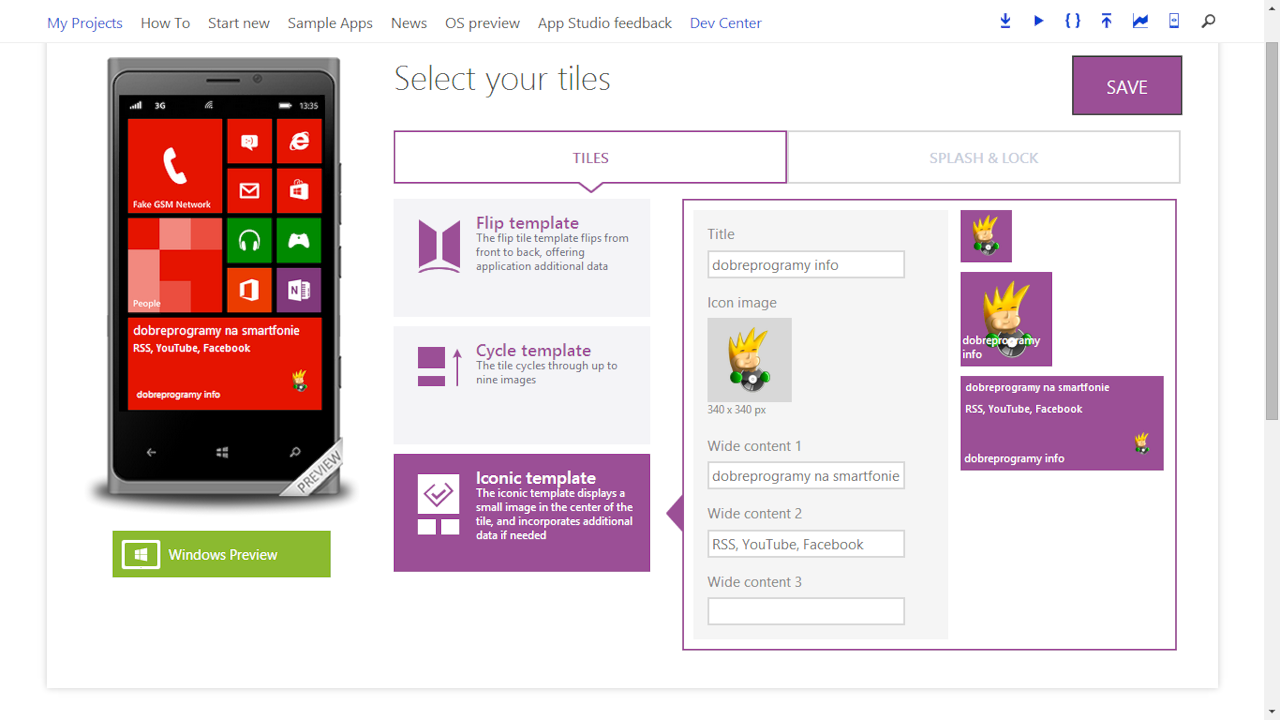 My Projects How To Start new Sample Apps News OS preview App Studio feedback Dev Center
Select your tiles
SAVE
3G 13:35
Fake GSM Network
People
dobreprogramy na smartfonie
RSS, YouTube, Facebook
dobreprogramy info
PREVIEW
Windows Preview
TILES
SPLASH & LOCK
Flip template
The flip tile template flips from
front to back, offering
application additional data
Cycle template
The tile cycles through up to
nine images
Iconic template
The iconic template displays a
small image in the center of the
tile, and incorporates additional
data if needed
Title
dobreprogramy info
Icon image
340 x 340 px
Wide content 1
dobreprogramy na smartfonie
Wide content 2
RSS, YouTube, Facebook
Wide content 3
dobreprogramy
info
dobreprogramy na smartfonie
RSS, YouTube, Facebook
dobreprogramy info